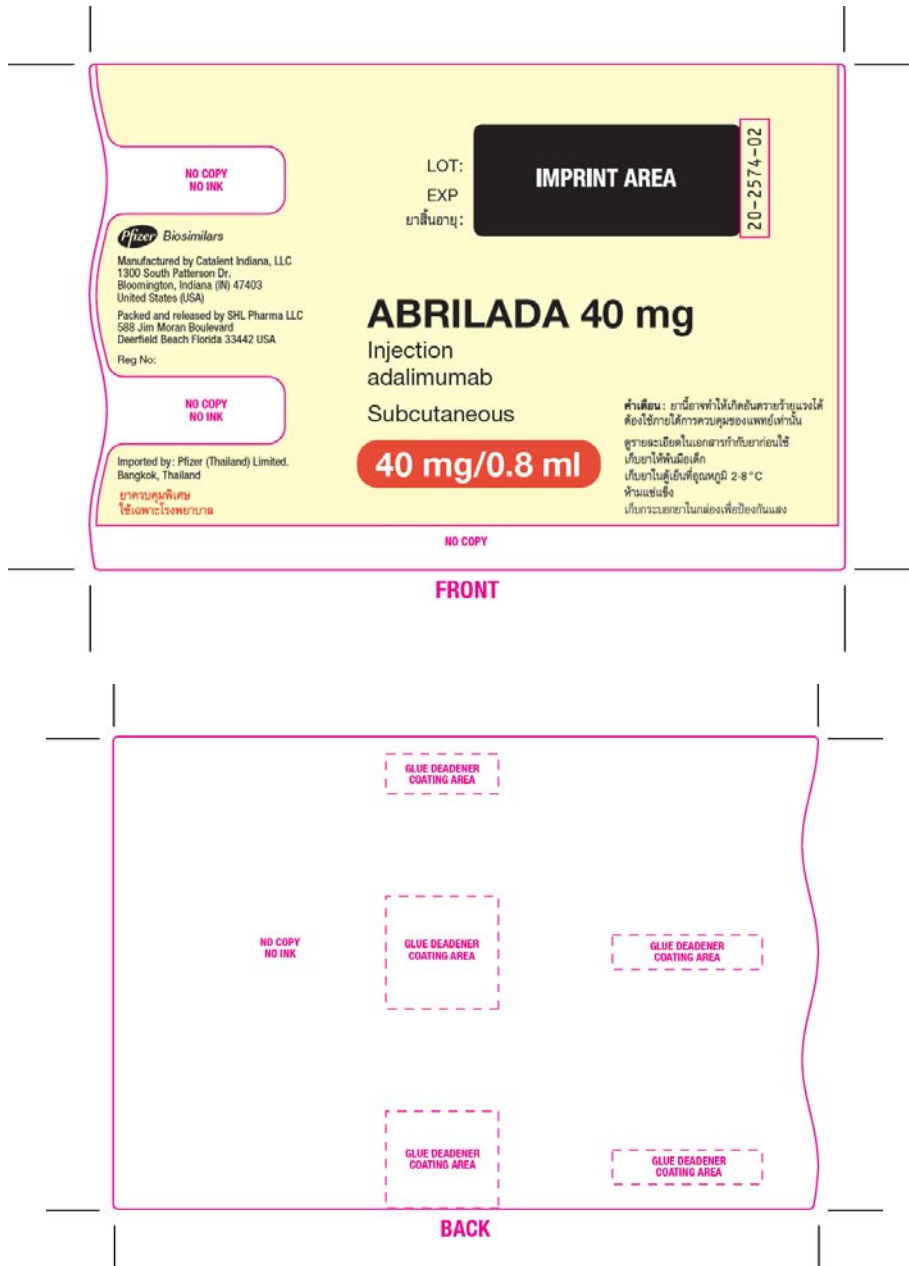 NO COPY
NO INK
Pfizer Biosimilars
Manufactured by Catalent Indiana, LLC
1300 South Patterson Dr.
Bloomington, Indiana (IN) 47403
United States (USA)
Packed and released by SHL Pharma LLC
588 Jim Moran Boulevard
Deerfield Beach Florida 33442 USA
Reg No:
NO COPY
NO INK
Imported by: Pfizer (Thailand) Limited.
Bangkok, Thailand
ยาควบคุมพิเศษ
ใช้เฉพาะโรงพยาบาล
LOT:
EXP
ยาสิ้นอายุ:
IMPRINT AREA
20-2574-02
ABRILADA 40 mg
Injection
adalimumab
Subcutaneous
40 mg/0.8 ml
คำเตือน: ยานี้อาจทำให้เกิดอันตรายร้ายแรงได้
ต้องใช้ภายใต้การควบคุมของแพทย์เท่านั้น
ดูรายละเอียดในเอกสารกำกับยาก่อนใช้
เก็บยาให้พ้นมือเด็ก
เก็บยาในตู้เย็นที่อุณหภูมิ 2-8°C
ห้ามแช่แข็ง
เก็บกระบอกยาในกล่องเพื่อป้องกันแสง
NO COPY
FRONT
GLUE DEADENER
COATING AREA
NO COPY
NO INK
GLUE DEADENER
COATING AREA
GLUE DEADENER
COATING AREA
GLUE DEADENER
COATING AREA
GLUE DEADENER
COATING AREA
BACK